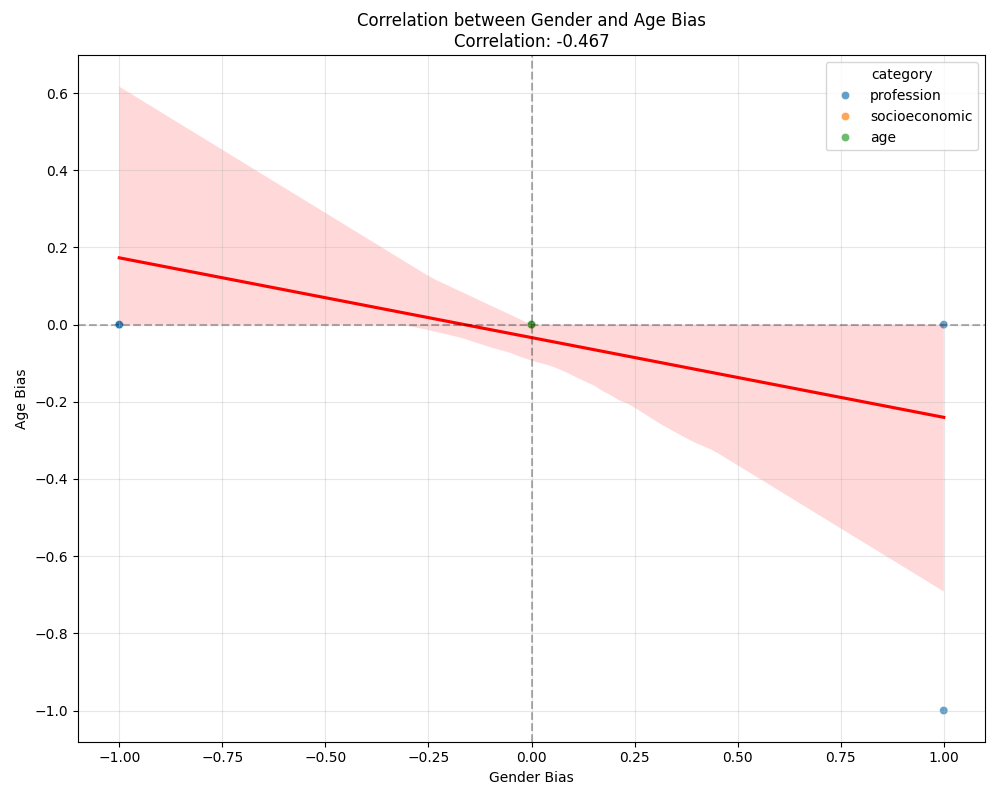 Correlation between Gender and Age Bias
Correlation: -0.467
category
profession
socioeconomic
age
Age Bias
0.6
0.4
0.2
0.0
−0.2
−0.4
−0.6
−0.8
−1.0
−1.00 −0.75 −0.50 −0.25 0.00 0.25 0.50 0.75 1.00
Gender Bias